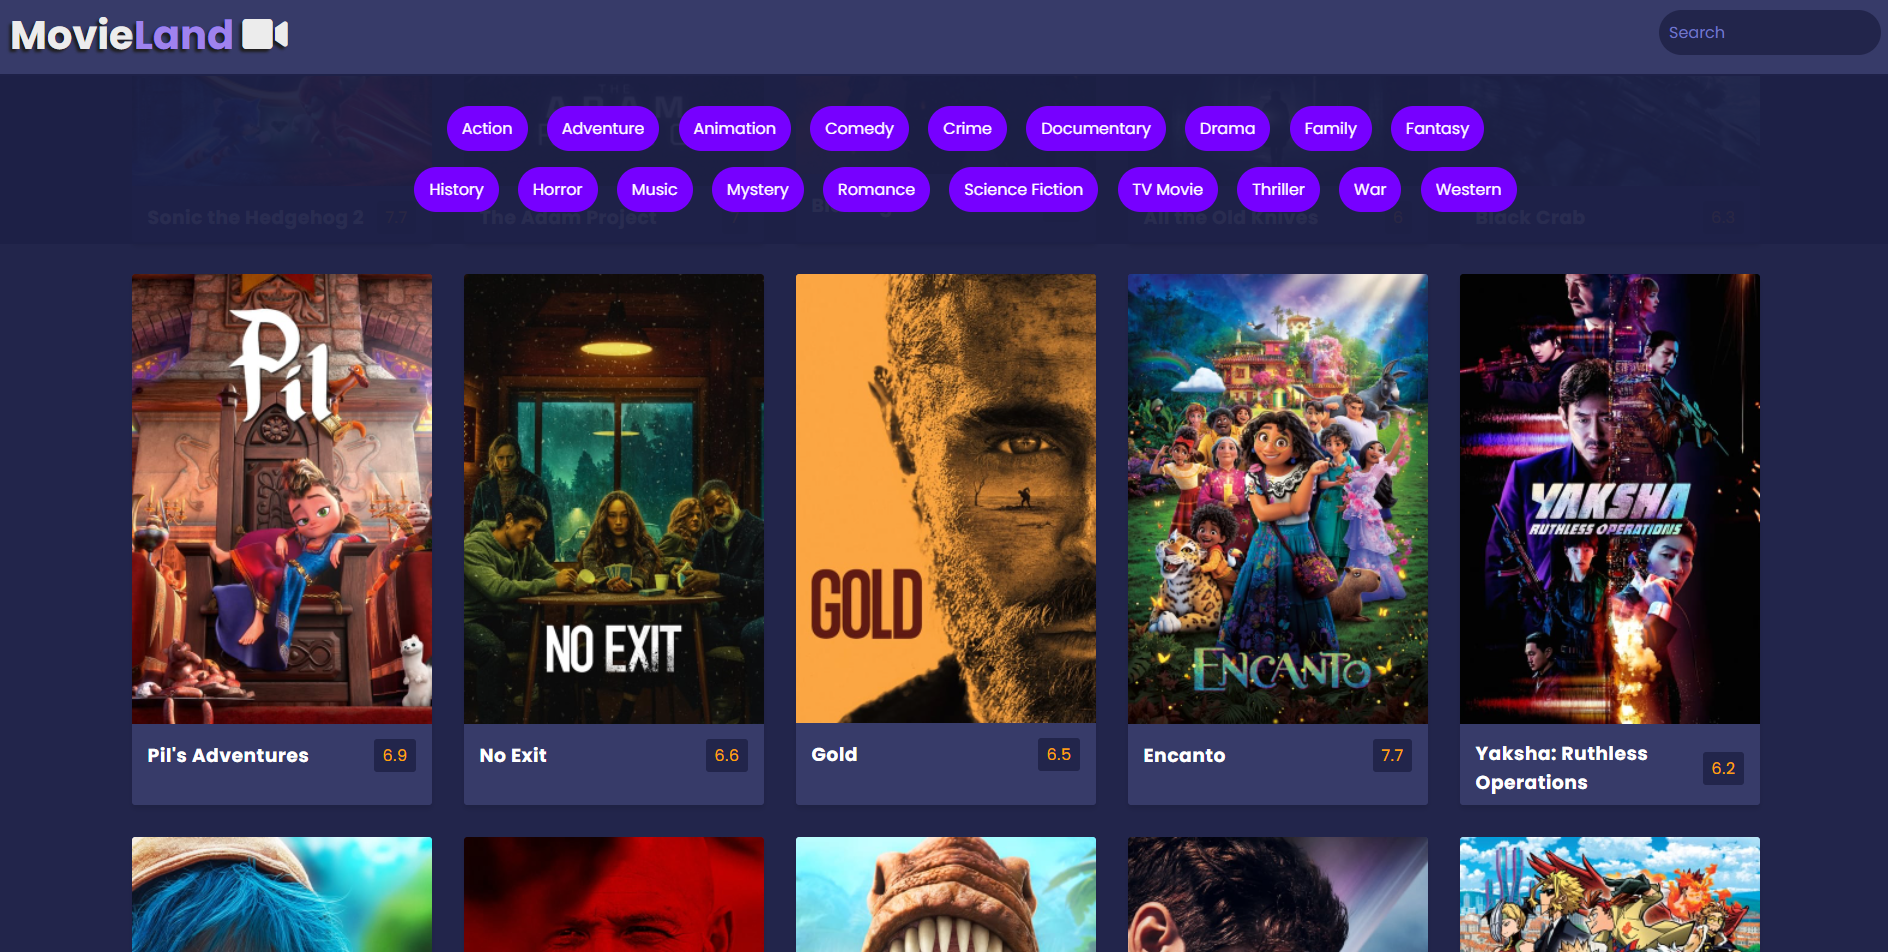 MovieLand
Search
Action
Adventure
Animation
Comedy
Crime
Documentary
Drama
Family
Fantasy
History
Horror
Music
Mystery
Romance
Science Fiction
TV Movie
Thriller
War
Western
Sonic the Hedgehog 2
7.7
The Adam Project
7
All the Old Knives
6
Black Crab
6.3
Pil
NO EXIT
GOLD
ENCANTO
YAKSHA
RUTHLESS OPERATIONS
Pil's Adventures
6.9
No Exit
6.6
Gold
6.5
Encanto
7.7
Yaksha: Ruthless
Operations
6.2